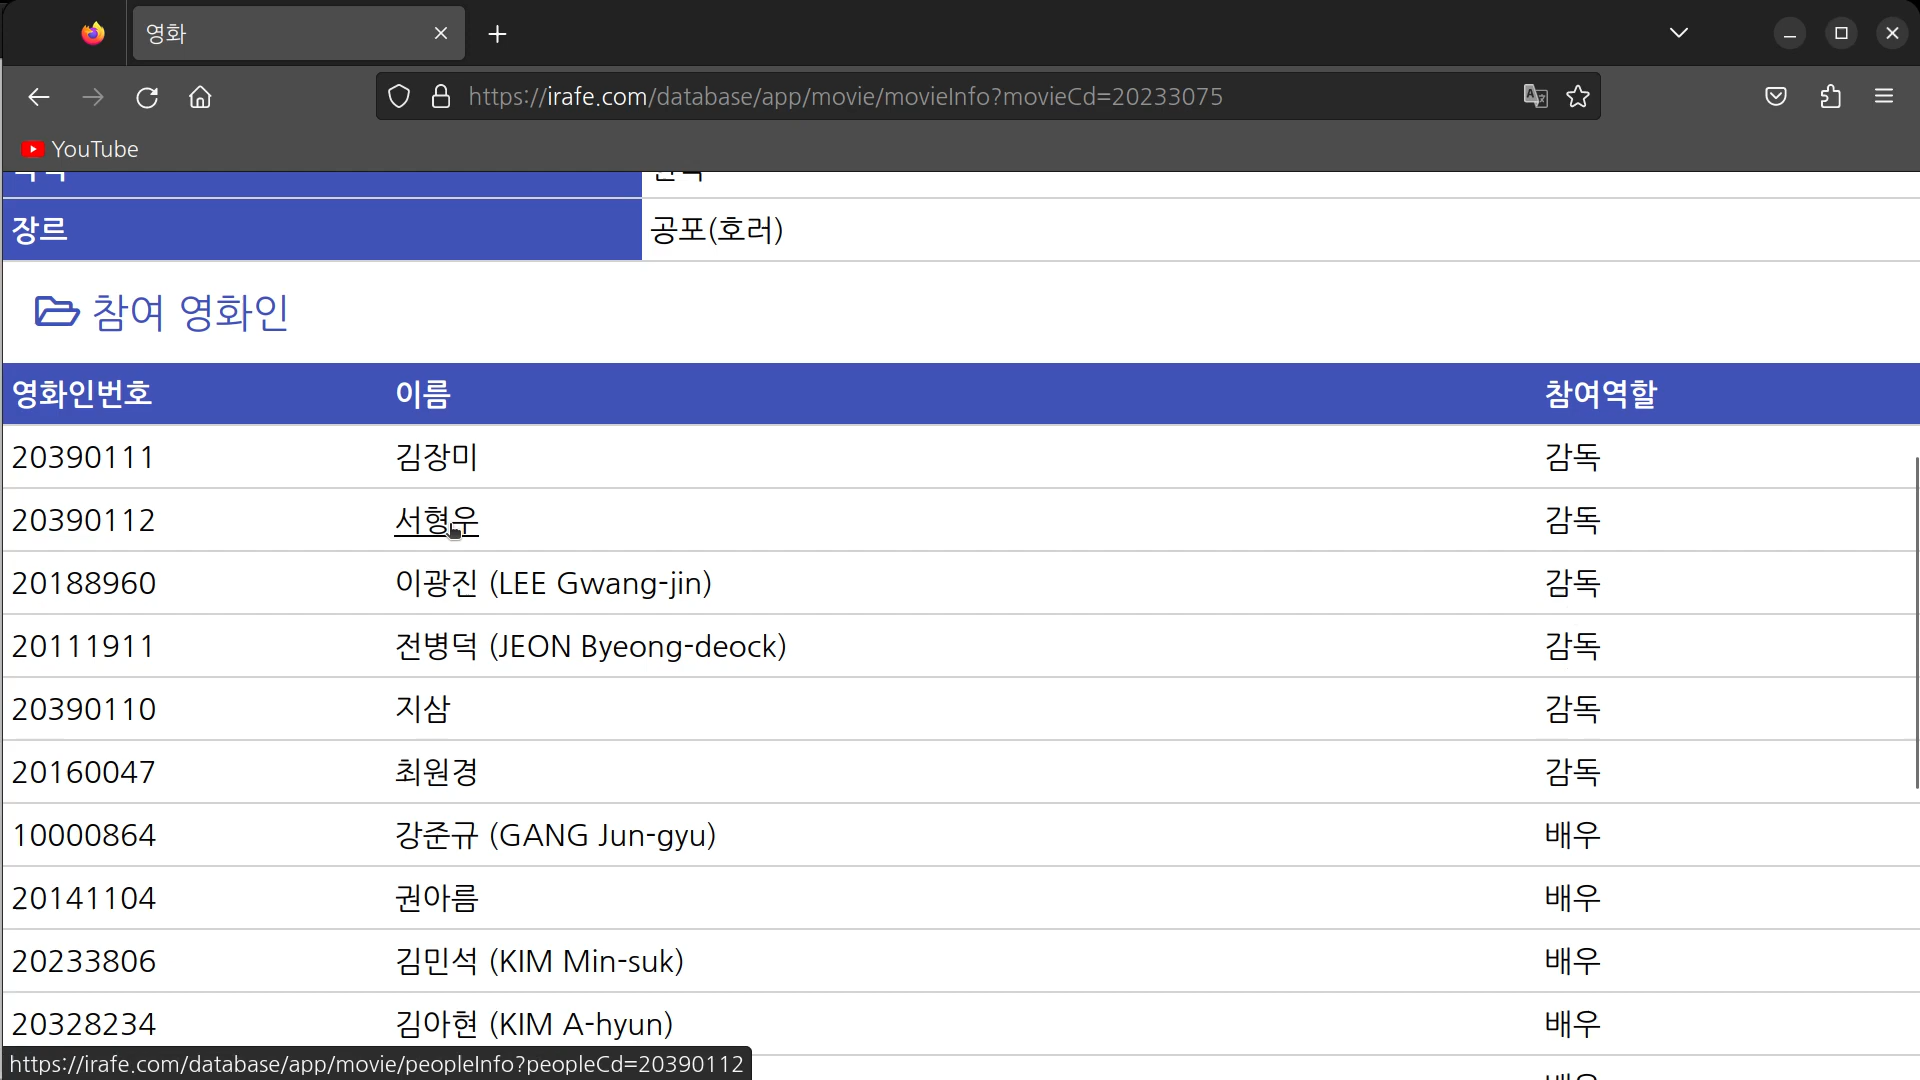 영화
https://irafe.com/database/app/movie/movieInfo?movieCd=20233075
YouTube
장르 공포(호러)
참여 영화인
영화인번호 이름 참여역할
20390111 김장미 감독
20390112 서형우 감독
20188960 이광진 (LEE Gwang-jin) 감독
20111911 전병덕 (JEON Byeong-deock) 감독
20390110 지삼 감독
20160047 최원경 감독
10000864 강준규 (GANG Jun-gyu) 배우
20141104 권아름 배우
20233806 김민석 (KIM Min-suk) 배우
20328234 김아현 (KIM A-hyun) 배우
https://irafe.com/database/app/movie/peopleInfo?peopleCd=20390112